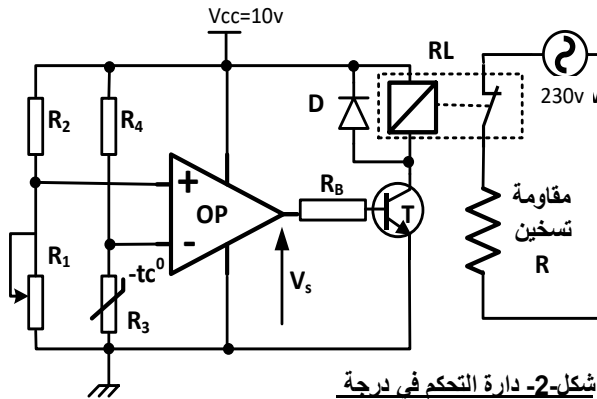 Vcc=10v
RL
R₂
R₄
D
230v
+
OP
-
R_B
T
مقاومة
تسخين
R
R₁
-tc⁰
R₃
Vₛ
شكل-2- دارة التحكم في درجة